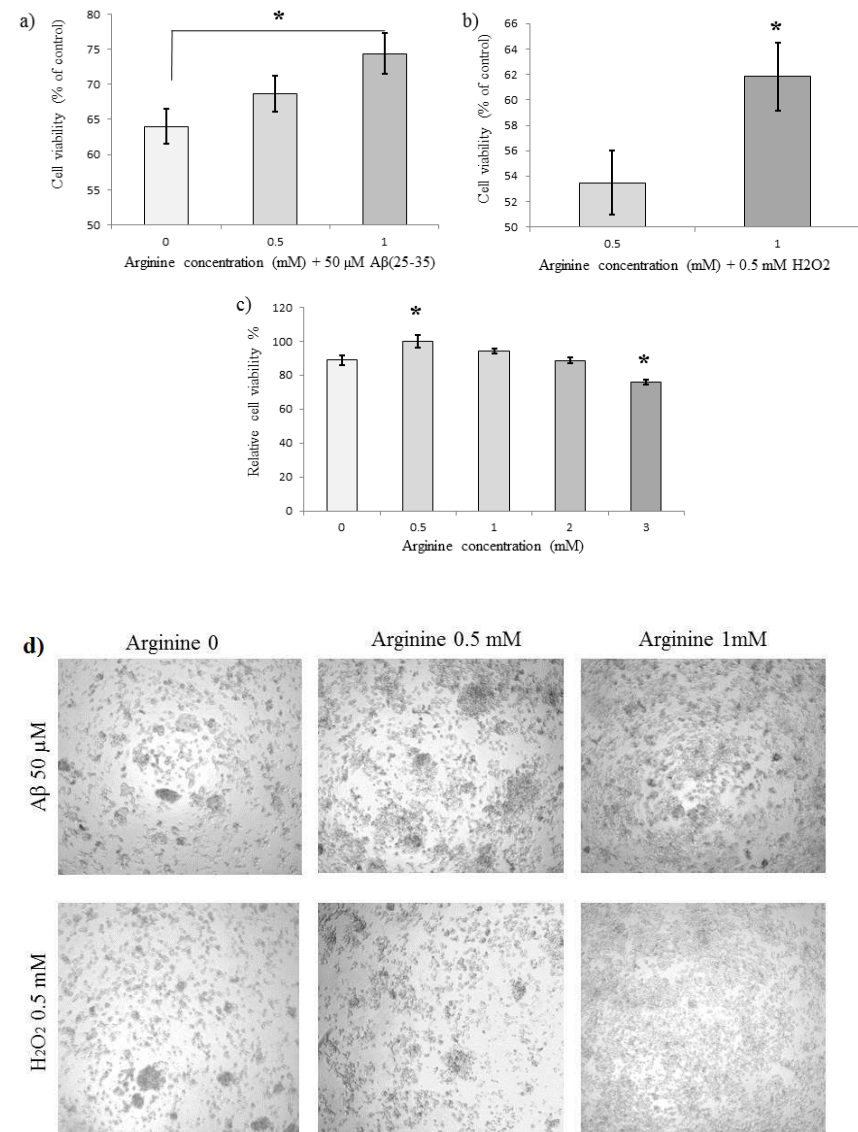 a)
*
80
75
70
65
60
55
50
Cell viability (% of control)
0 0.5 1
Arginine concentration (mM) + 50 µM Aβ(25-35)
b)
*
66
64
62
60
58
56
54
52
50
Cell viability (% of control)
0.5 1
Arginine concentration (mM) + 0.5 mM H2O2
c)
* *
120
100
80
60
40
20
0
Relative cell viability %
0 0.5 1 2 3
Arginine concentration (mM)
d)
Arginine 0 Arginine 0.5 mM Arginine 1mM
Aβ 50 µM
H₂O₂ 0.5 mM